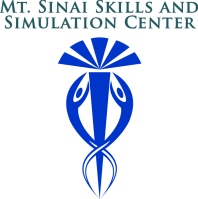 Mt. Sinai Skills and
Simulation Center